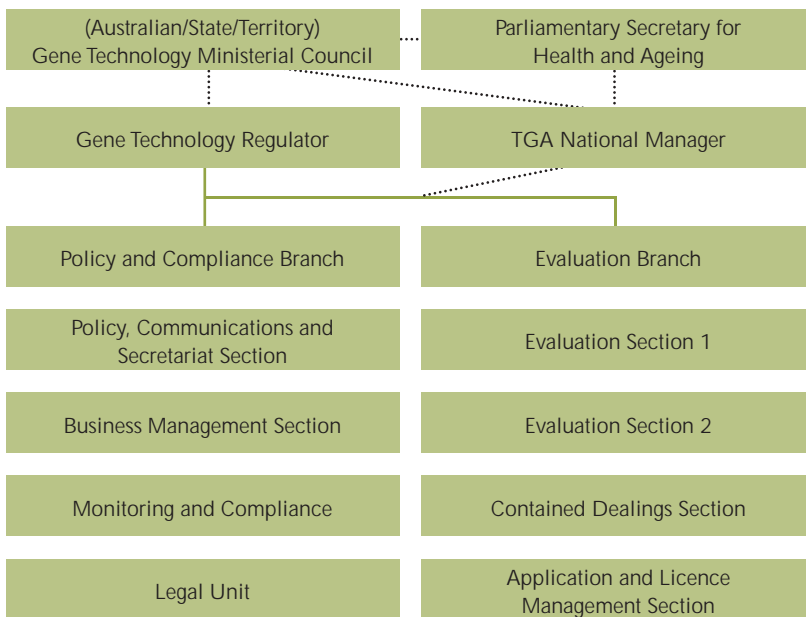 (Australian/State/Territory)
Gene Technology Ministerial Council
Parliamentary Secretary for
Health and Ageing
Gene Technology Regulator
TGA National Manager
Policy and Compliance Branch
Evaluation Branch
Policy, Communications and
Secretariat Section
Evaluation Section 1
Business Management Section
Evaluation Section 2
Monitoring and Compliance
Contained Dealings Section
Legal Unit
Application and Licence
Management Section